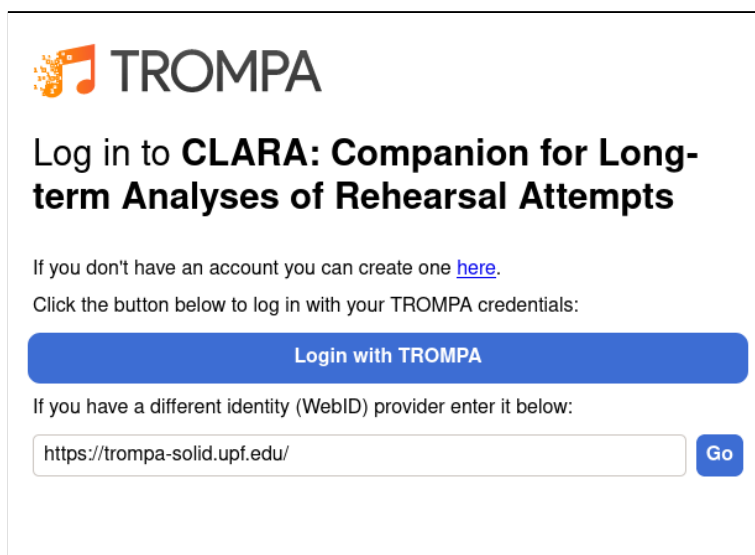 TROMPA
Log in to CLARA: Companion for Long-
term Analyses of Rehearsal Attempts
If you don't have an account you can create one here.
Click the button below to log in with your TROMPA credentials:
Login with TROMPA
If you have a different identity (WebID) provider enter it below:
https://trompa-solid.upf.edu/ Go